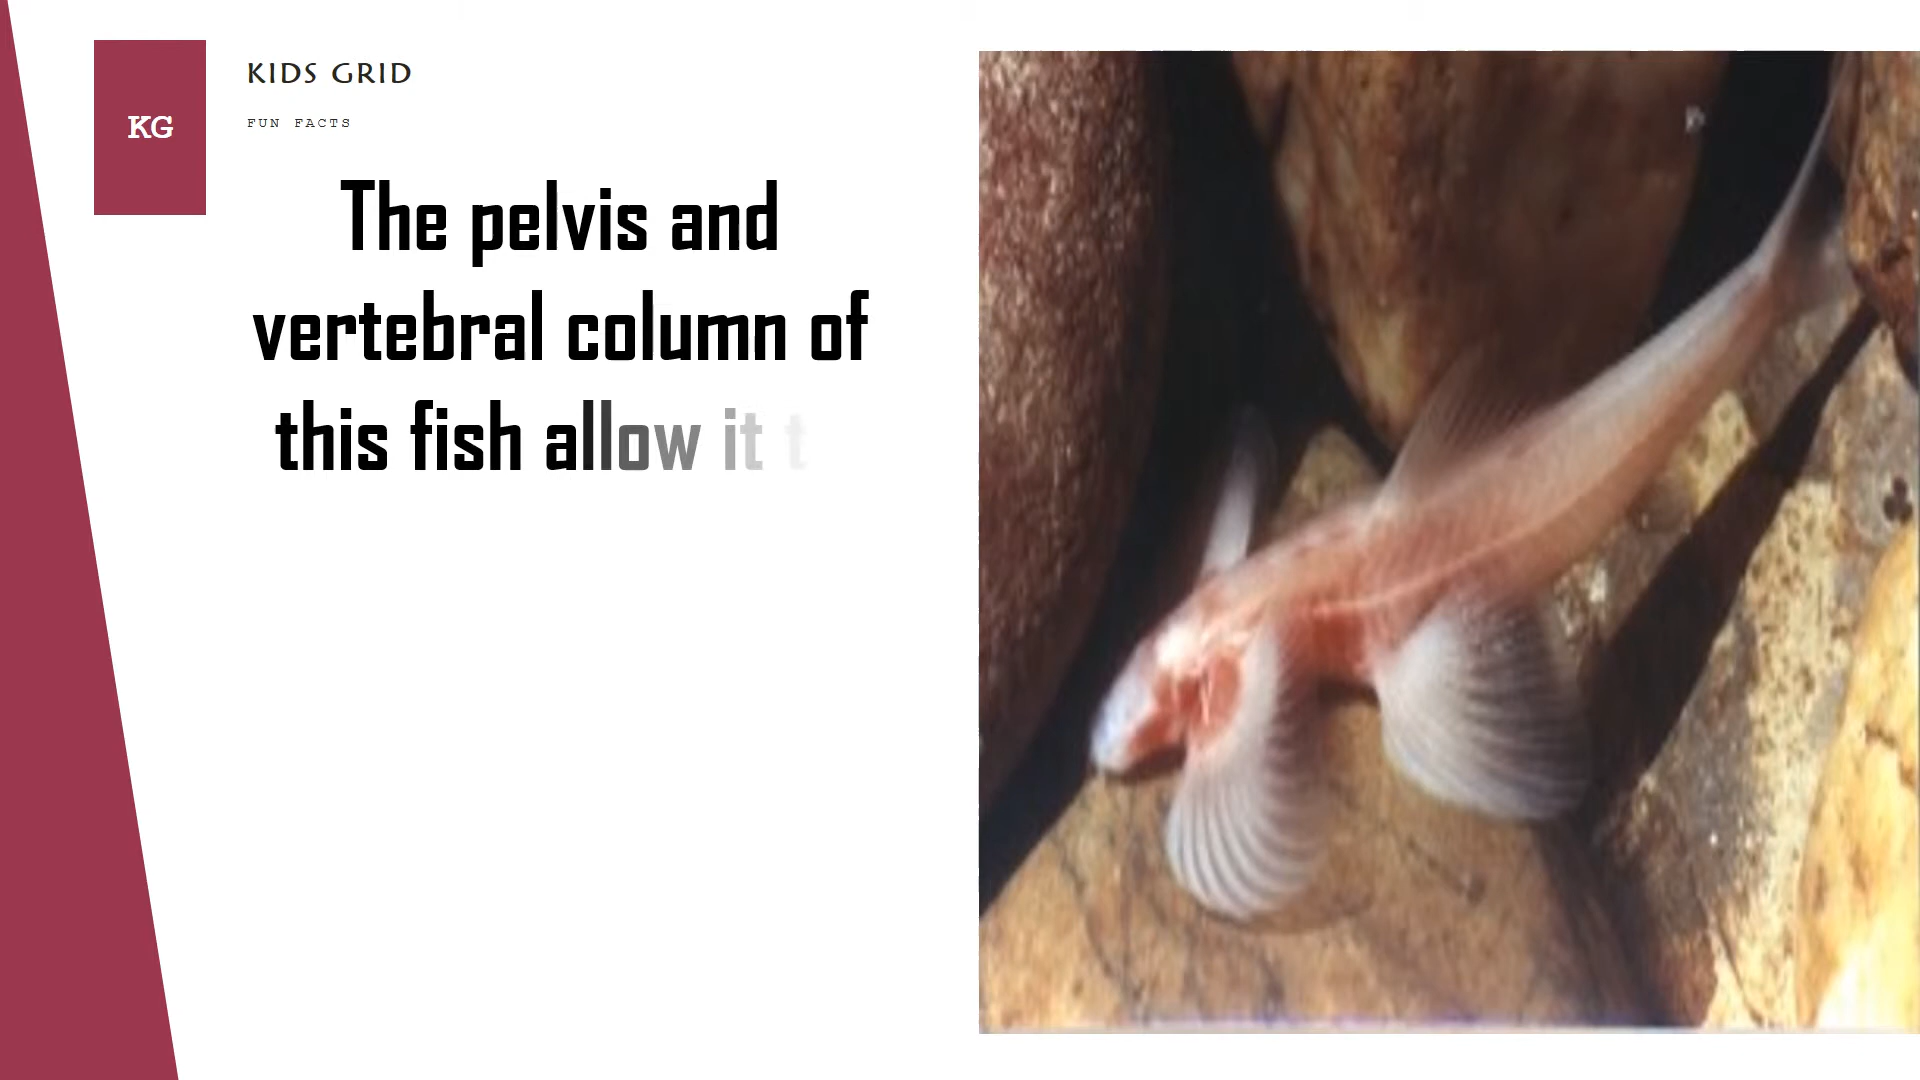 KG
KIDS GRID
FUN FACTS
The pelvis and
vertebral column of
this fish allow it t